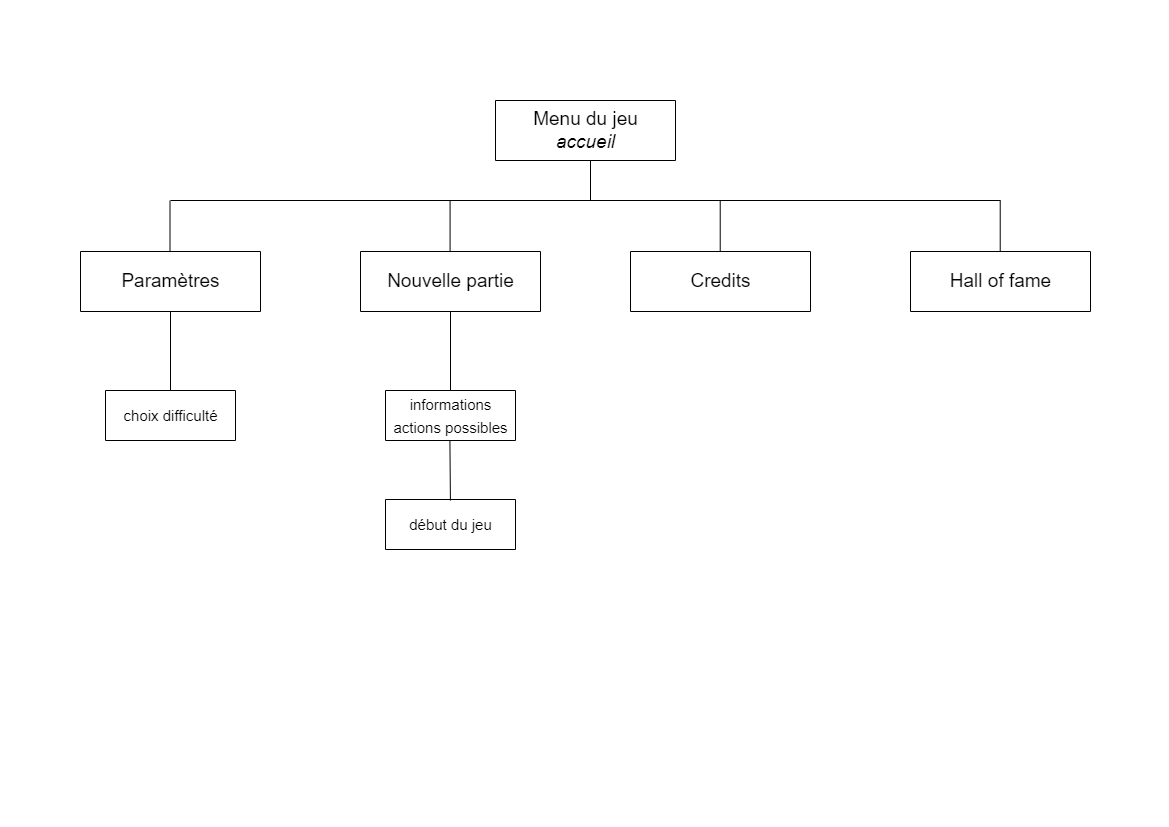 Menu du jeu
accueil
Paramètres
Nouvelle partie
Credits
Hall of fame
choix difficulté
informations
actions possibles
début du jeu